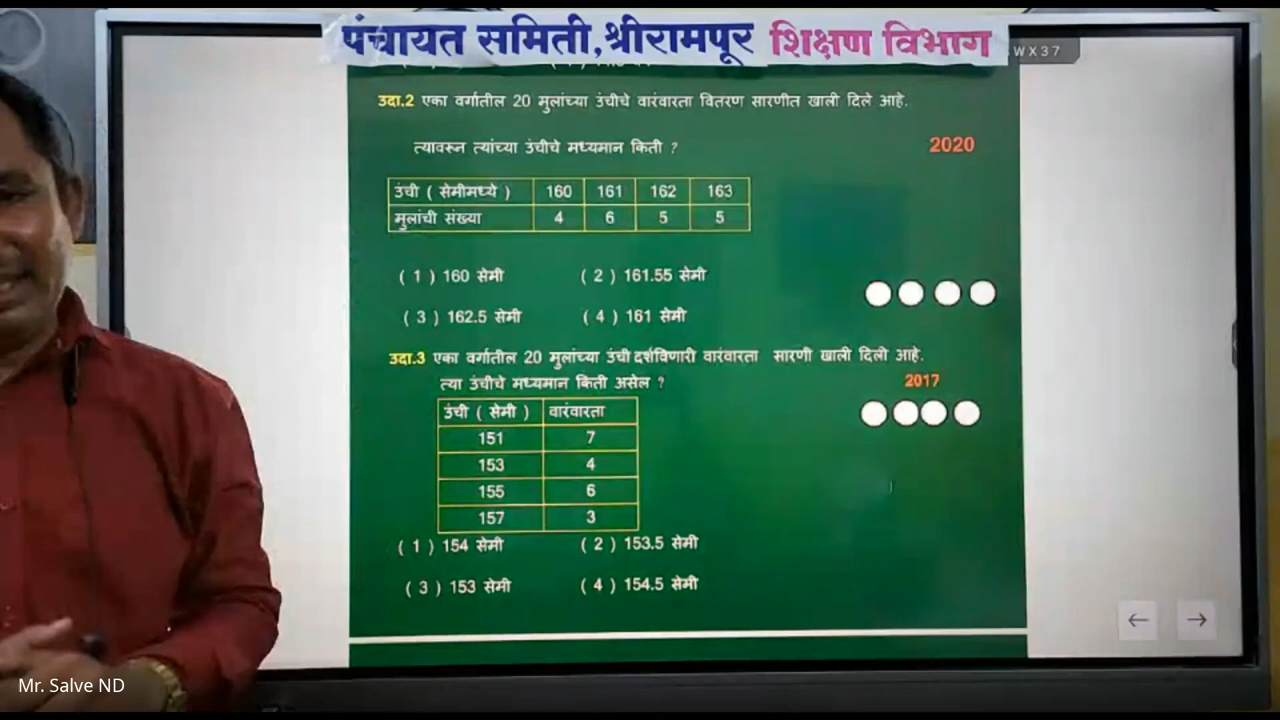 पंचायत समिती,श्रीरामपूर शिक्षण विभाग
WX37
उदा.2 एका वर्गातील 20 मुलांच्या उंचीचे वारंवारता वितरण सारणीत खाली दिले आहे.
त्यावरून त्यांच्या उंचीचे मध्यमान किती ? 2020
उंची ( सेमीमध्ये ) 160 161 162 163
मुलांची संख्या 4 6 5 5
( 1 ) 160 सेमी ( 2 ) 161.55 सेमी
( 3 ) 162.5 सेमी ( 4 ) 161 सेमी
उदा.3 एका वर्गातील 20 मुलांच्या उंची दर्शविणारी वारंवारता सारणी खाली दिली आहे.
त्या उंचीचे मध्यमान किती असेल ? 2017
उंची ( सेमी ) वारंवारता
151 7
153 4
155 6
157 3
( 1 ) 154 सेमी ( 2 ) 153.5 सेमी
( 3 ) 153 सेमी ( 4 ) 154.5 सेमी
← →
Mr. Salve ND